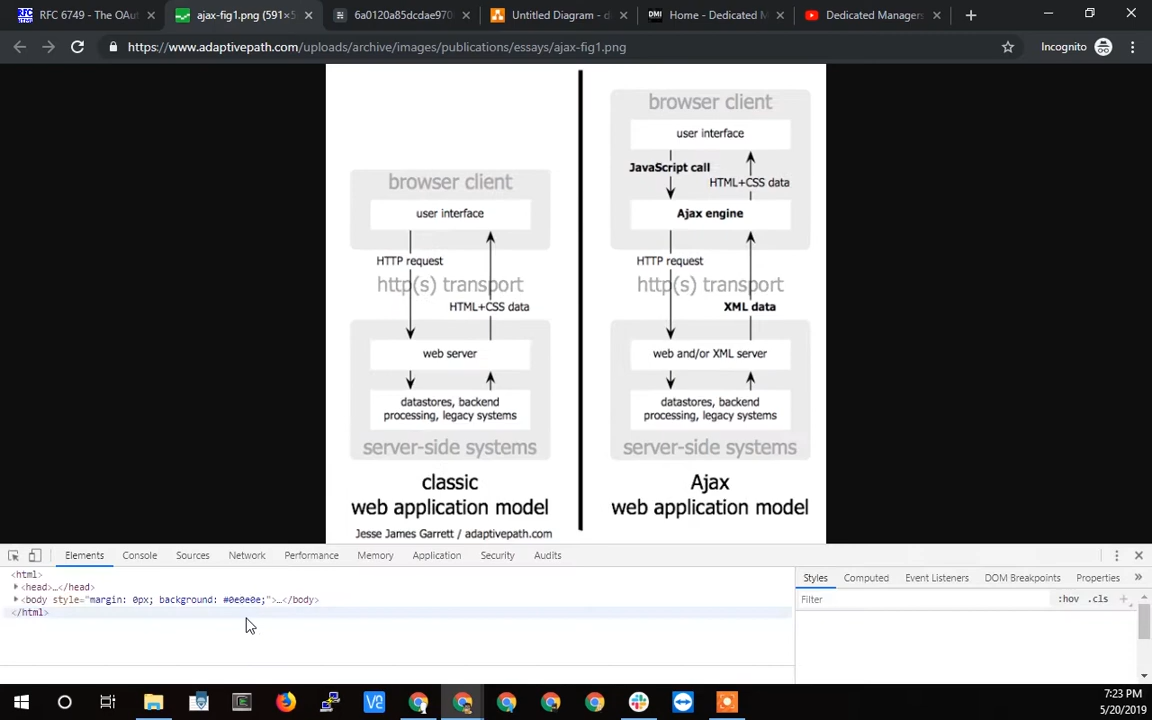 RFC 6749 - The OAut
ajax-fig1.png (591×5
6a0120a85dcdae970
Untitled Diagram - d
DMI
Home - Dedicated M
Dedicated Managers
https://www.adaptivepath.com/uploads/archive/images/publications/essays/ajax-fig1.png
Incognito
browser client
user interface
HTTP request
http(s) transport
HTML+CSS data
web server
datastores, backend
processing, legacy systems
server-side systems
classic
web application model
Jesse James Garrett / adaptivepath.com
browser client
user interface
JavaScript call
HTML+CSS data
Ajax engine
HTTP request
http(s) transport
XML data
web and/or XML server
datastores, backend
processing, legacy systems
server-side systems
Ajax
web application model
Elements Console Sources Network Performance Memory Application Security Audits
<html>
<head>…</head>
<body style="margin: 0px; background: #0e0e0e;">…</body>
</html>
Styles Computed Event Listeners DOM Breakpoints Properties »
Filter
:hov .cls +
7:23 PM
5/20/2019